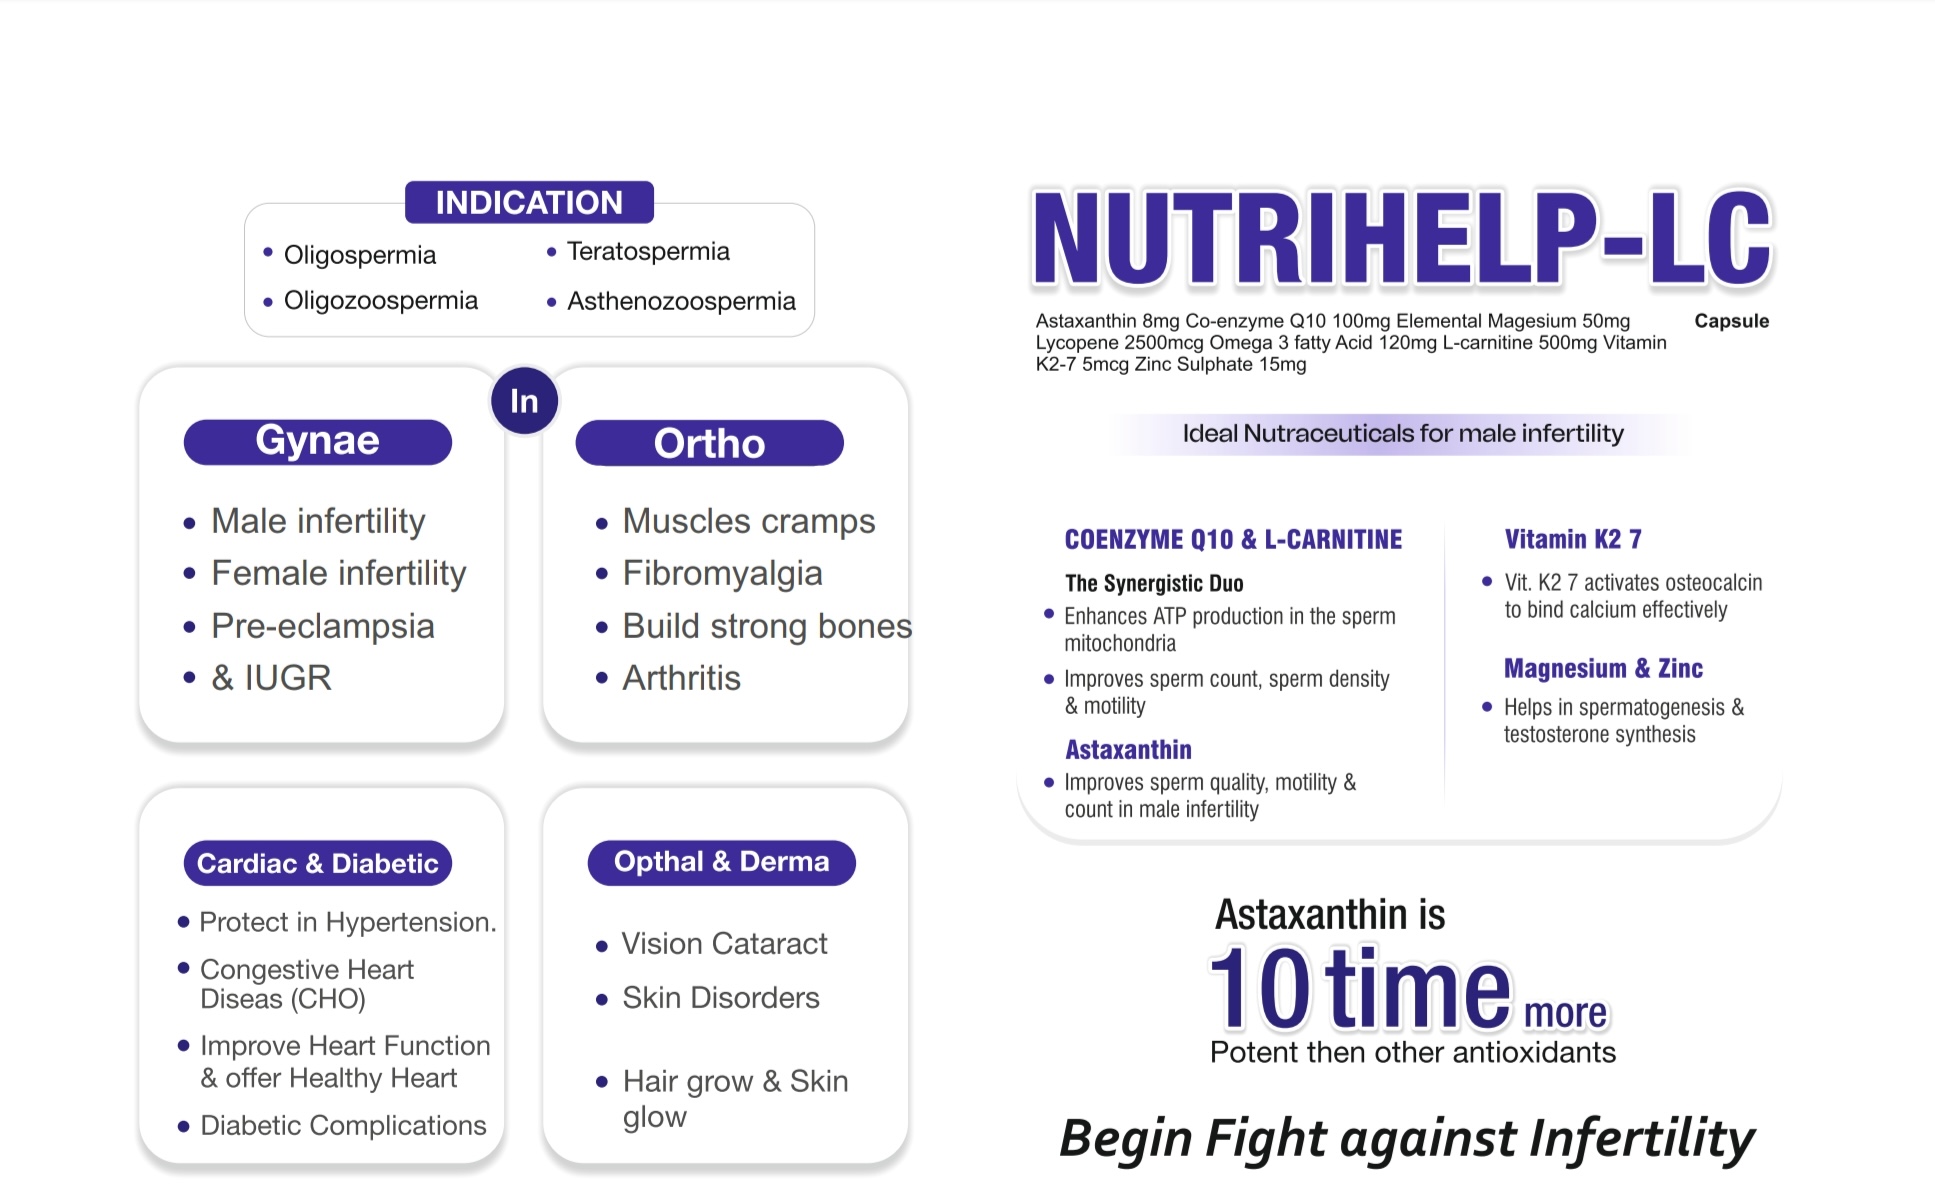 INDICATION
• Oligospermia
• Teratospermia
• Oligozoospermia
• Asthenozoospermia
In
Gynae
• Male infertility
• Female infertility
• Pre-eclampsia
• & IUGR
Ortho
• Muscles cramps
• Fibromyalgia
• Build strong bones
• Arthritis
Cardiac & Diabetic
• Protect in Hypertension.
• Congestive Heart
Diseas (CHO)
• Improve Heart Function
& offer Healthy Heart
• Diabetic Complications
Opthal & Derma
• Vision Cataract
• Skin Disorders
• Hair grow & Skin
glow
NUTRIHELP-LC
Astaxanthin 8mg Co-enzyme Q10 100mg Elemental Magesium 50mg
Lycopene 2500mcg Omega 3 fatty Acid 120mg L-carnitine 500mg Vitamin
K2-7 5mcg Zinc Sulphate 15mg
Capsule
Ideal Nutraceuticals for male infertility
COENZYME Q10 & L-CARNITINE
The Synergistic Duo
• Enhances ATP production in the sperm
mitochondria
• Improves sperm count, sperm density
& motility
Astaxanthin
• Improves sperm quality, motility &
count in male infertility
Vitamin K2 7
• Vit. K2 7 activates osteocalcin
to bind calcium effectively
Magnesium & Zinc
• Helps in spermatogenesis &
testosterone synthesis
Astaxanthin is
10 time more
Potent then other antioxidants
Begin Fight against Infertility